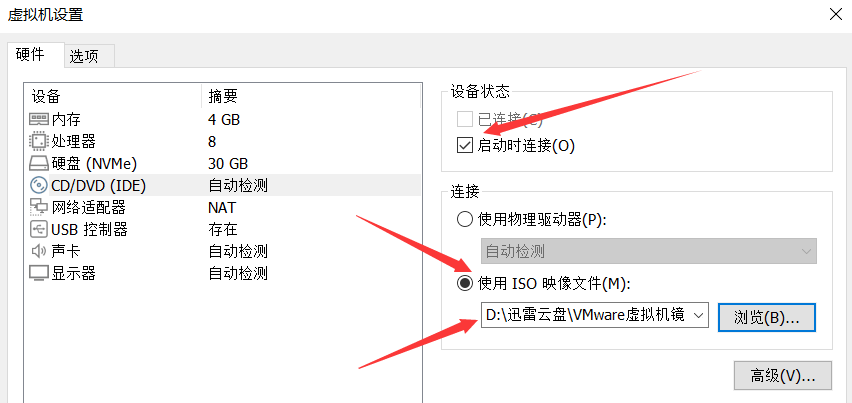 虚拟机设置
硬件 选项
设备 摘要
内存 4 GB
处理器 8
硬盘 (NVMe) 30 GB
CD/DVD (IDE) 自动检测
网络适配器 NAT
USB 控制器 存在
声卡 自动检测
显示器 自动检测
设备状态
已连接(C)
启动时连接(O)
连接
使用物理驱动器(P):
自动检测
使用 ISO 映像文件(M):
D:\迅雷云盘\VMware虚拟机镜
浏览(B)...
高级(V)...